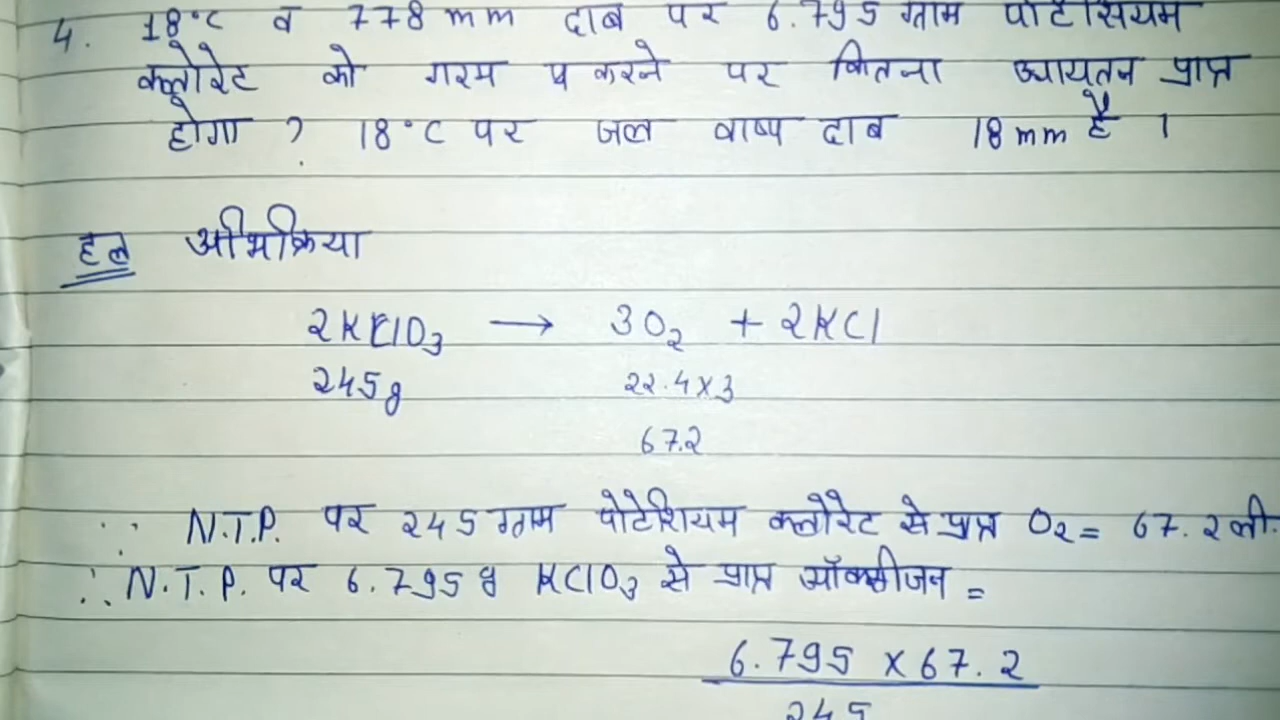 4. 18°C व 778 mm दाब पर 6.795 ग्राम पोटेशियम
क्लोरेट को गरम करने पर कितना आयतन प्राप्त
होगा ? 18°C पर जल वाष्प दाब 18 mm है ।
हल अभिक्रिया
2KClO3 → 3O2 + 2KCl
245g 22.4×3
67.2
∵ N.T.P. पर 245 ग्राम पोटेशियम क्लोरेट से प्राप्त O2 = 67.2 ली.
∴ N.T.P. पर 6.795 g KClO3 से प्राप्त ऑक्सीजन =
6.795 × 67.2
245